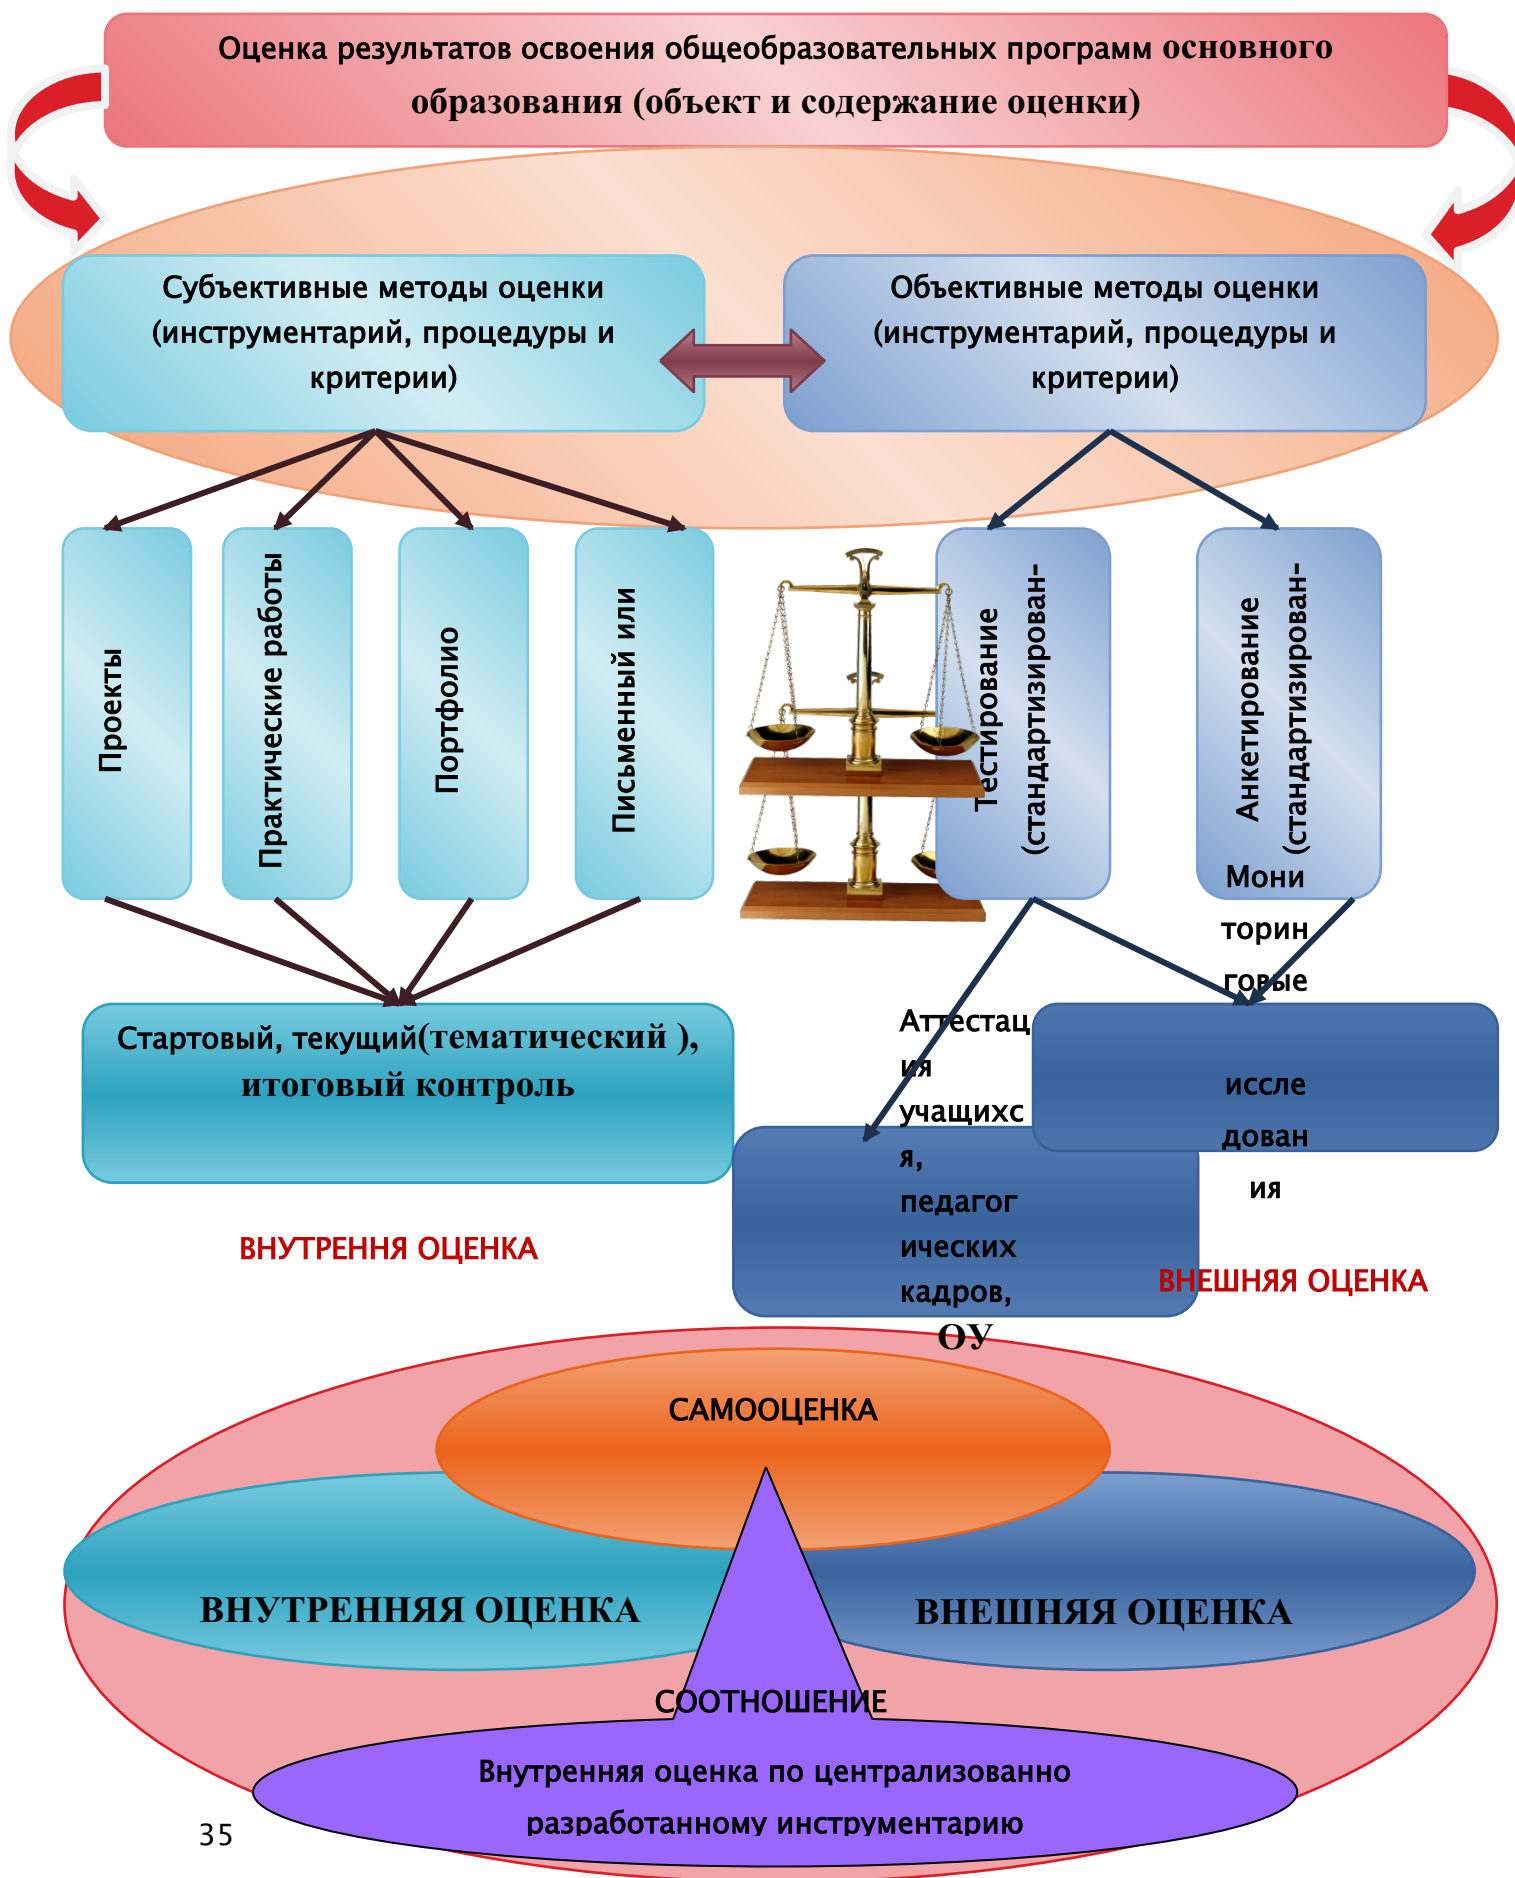 Оценка результатов освоения общеобразовательных программ основного
образования (объект и содержание оценки)
Субъективные методы оценки
(инструментарий, процедуры и
критерии)
Объективные методы оценки
(инструментарий, процедуры и
критерии)
Проекты
Практические работы
Портфолио
Письменный или
Тестирование
(стандартизирован-
Анкетирование
(стандартизирован-
Мони
торин
говые
иссле
дован
ия
Стартовый, текущий(тематический ),
итоговый контроль
Аттестац
ия
учащихс
я,
педагог
ических
кадров,
ОУ
ВНУТРЕННЯ ОЦЕНКА
ВНЕШНЯЯ ОЦЕНКА
САМООЦЕНКА
ВНУТРЕННЯЯ ОЦЕНКА
ВНЕШНЯЯ ОЦЕНКА
СООТНОШЕНИЕ
Внутренняя оценка по централизованно
разработанному инструментарию
35